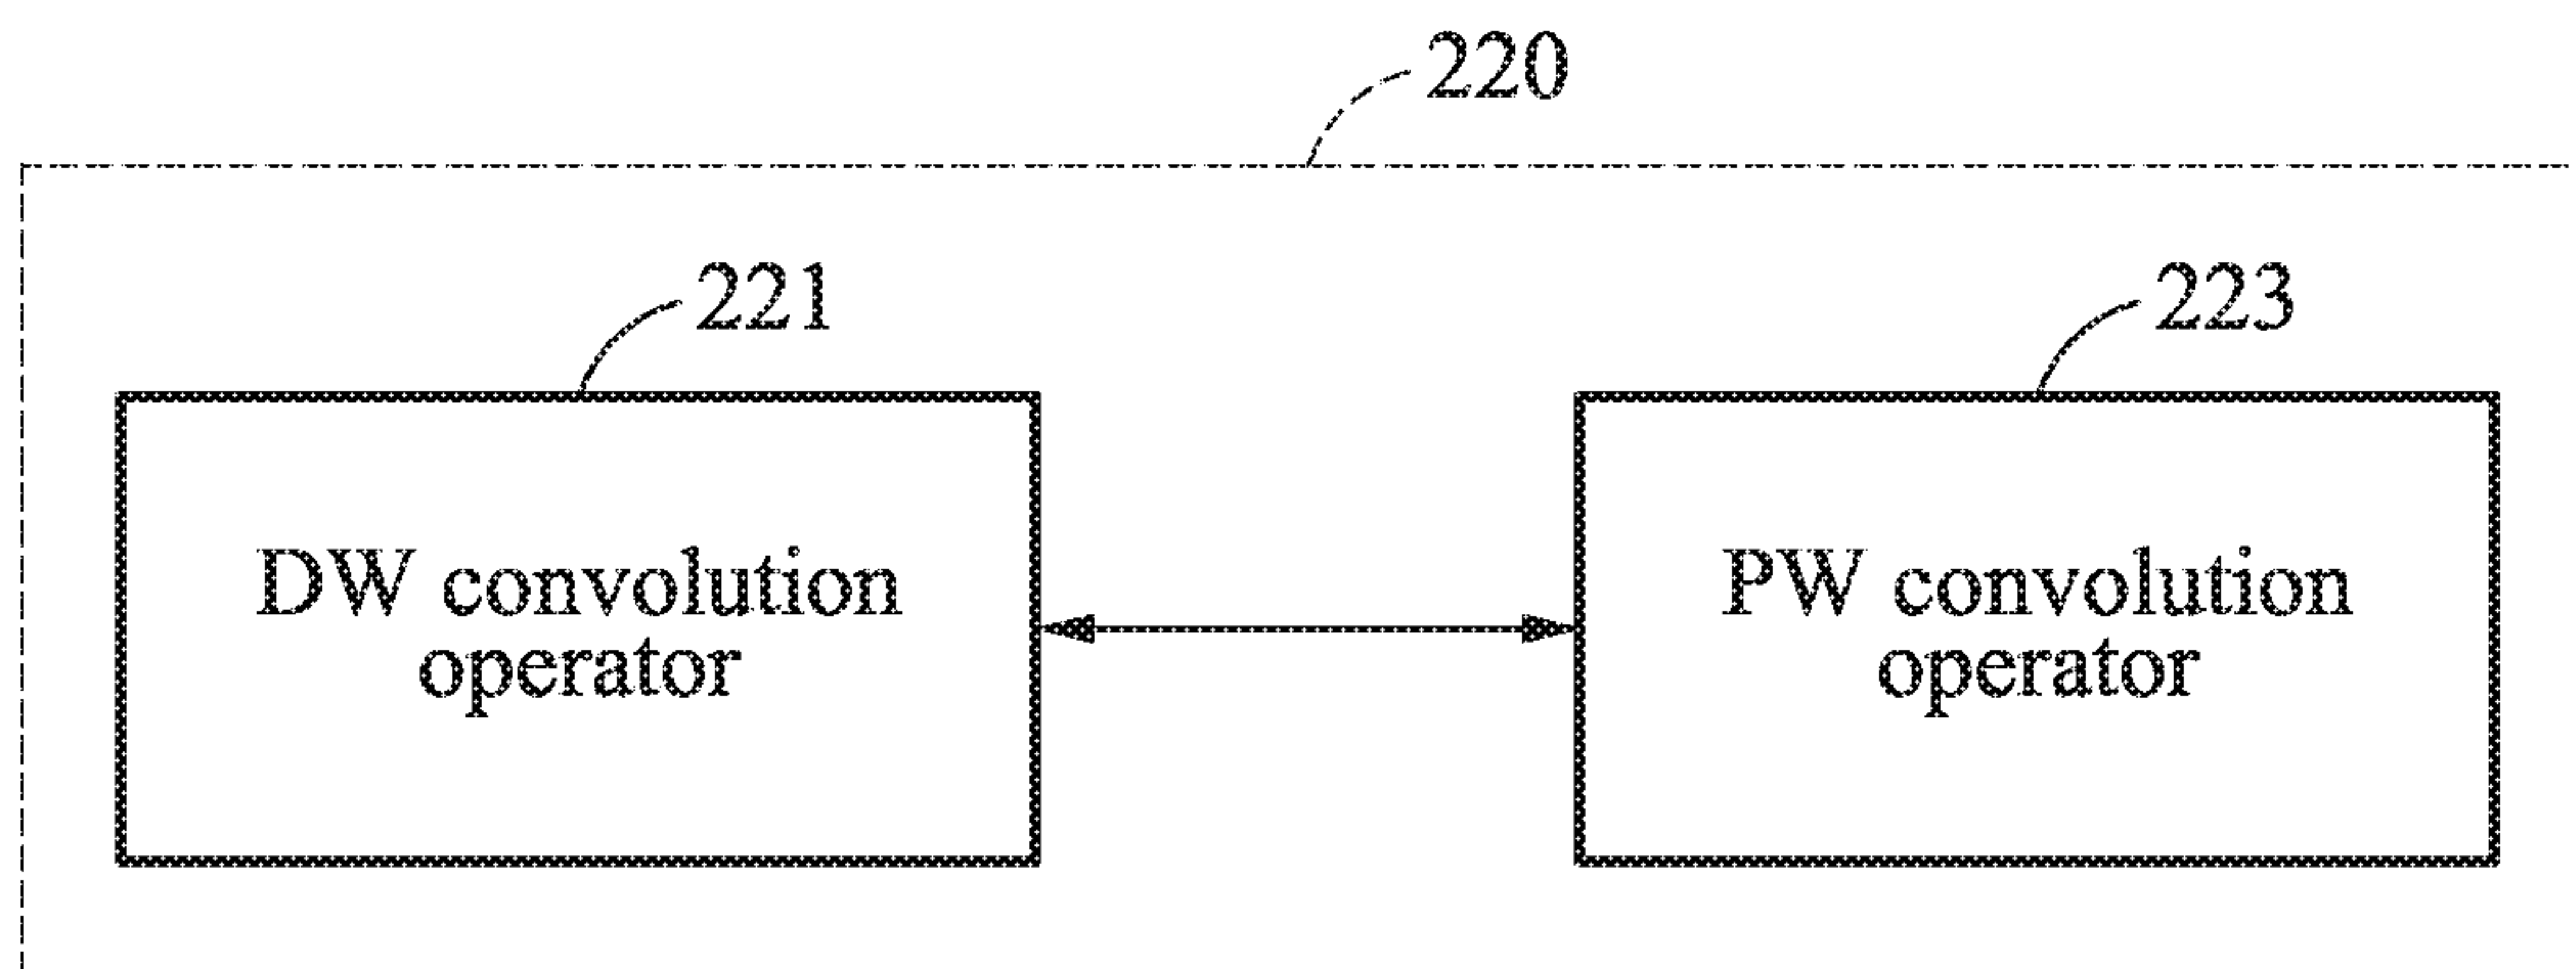 220
221
223
DW convolution
operator
PW convolution
operator